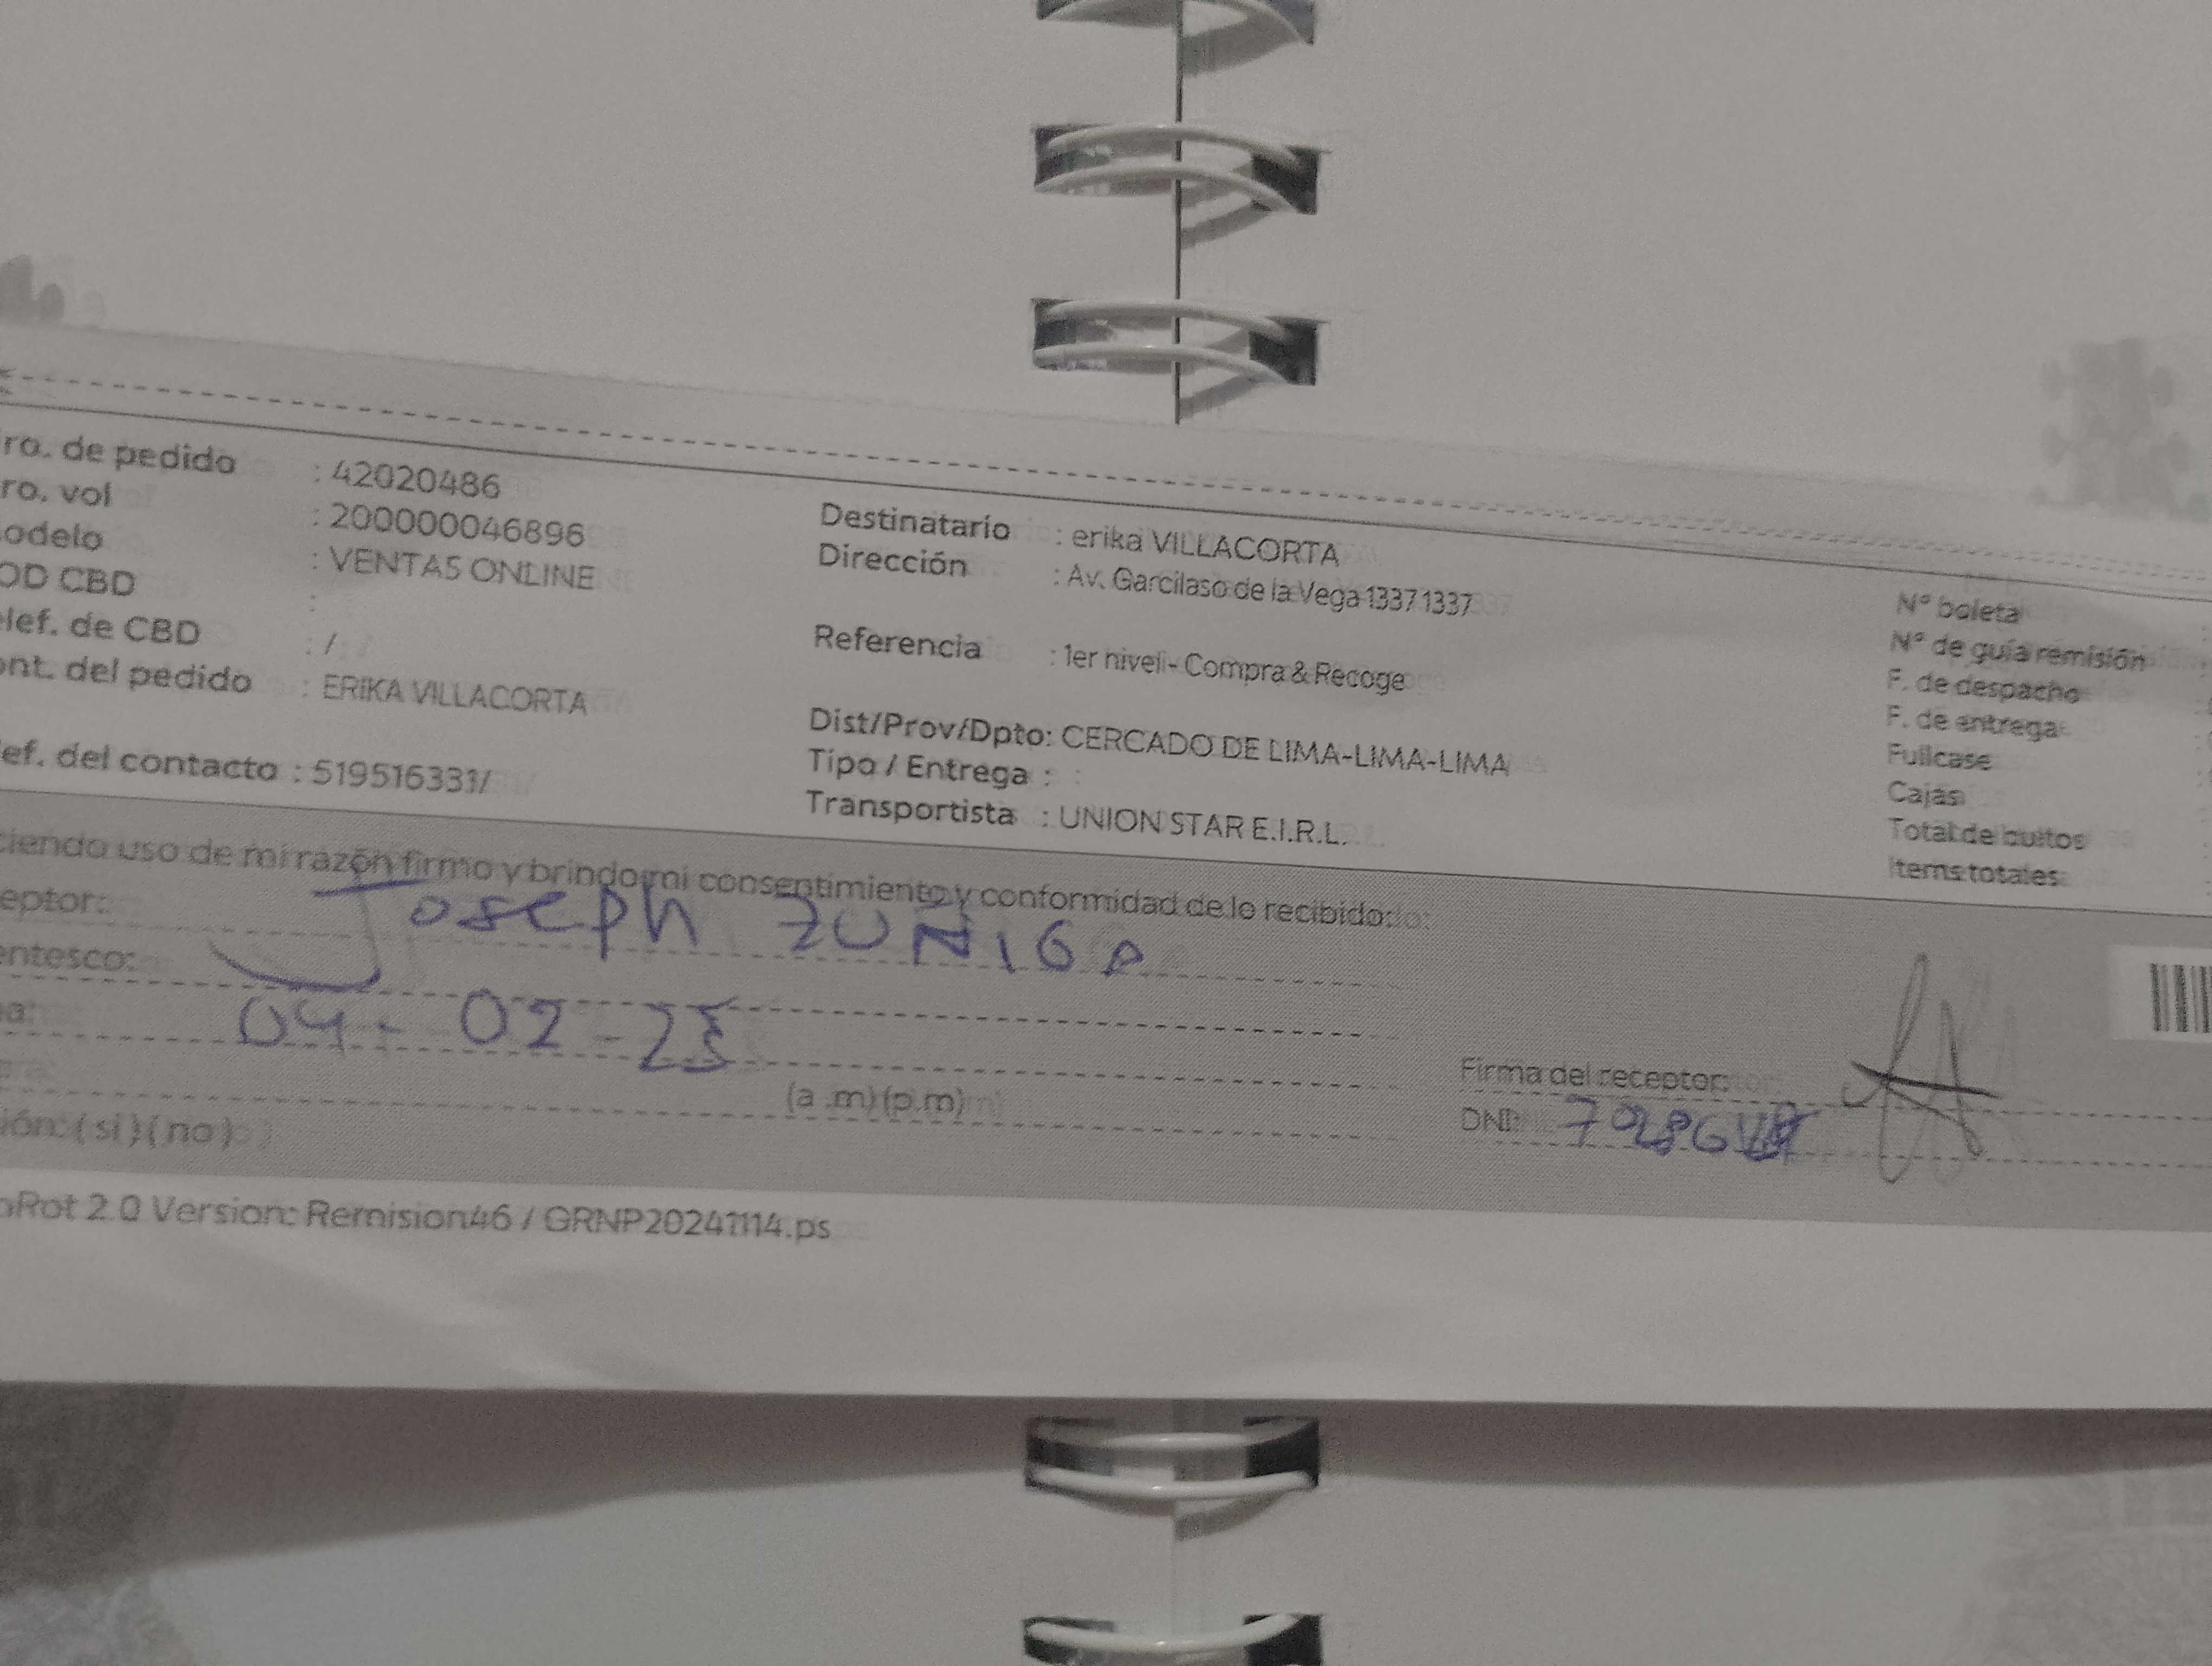 ro. de pedido : 42020486
ro. vol : 200000046896
odelo : VENTAS ONLINE
OD CBD :
lef. de CBD : /
ont. del pedido : ERIKA VILLACORTA
ef. del contacto : 519516331/
Destinatario : erika VILLACORTA
Dirección : Av. Garcilaso de la Vega 1337 1337
Referencia : 1er nivel - Compra & Recoge
Dist/Prov/Dpto: CERCADO DE LIMA-LIMA-LIMA
Tipo / Entrega :
Transportista : UNION STAR E.I.R.L.
N° boleta
N° de guía remisión
F. de despacho
F. de entrega
Fullcase
Cajas
Total de bultos
Items totales
ciendo uso de mi razón firmo y brindo mi consentimiento y conformidad de lo recibido:
eptor: Joseph ZUÑIGA
entesco:
a: 04 - 02 - 25
(a .m) (p.m)
ión: (si) (no)
Firma del receptor:
DNI:
oRot 2.0 Version: Remision46 / GRNP20241114.ps